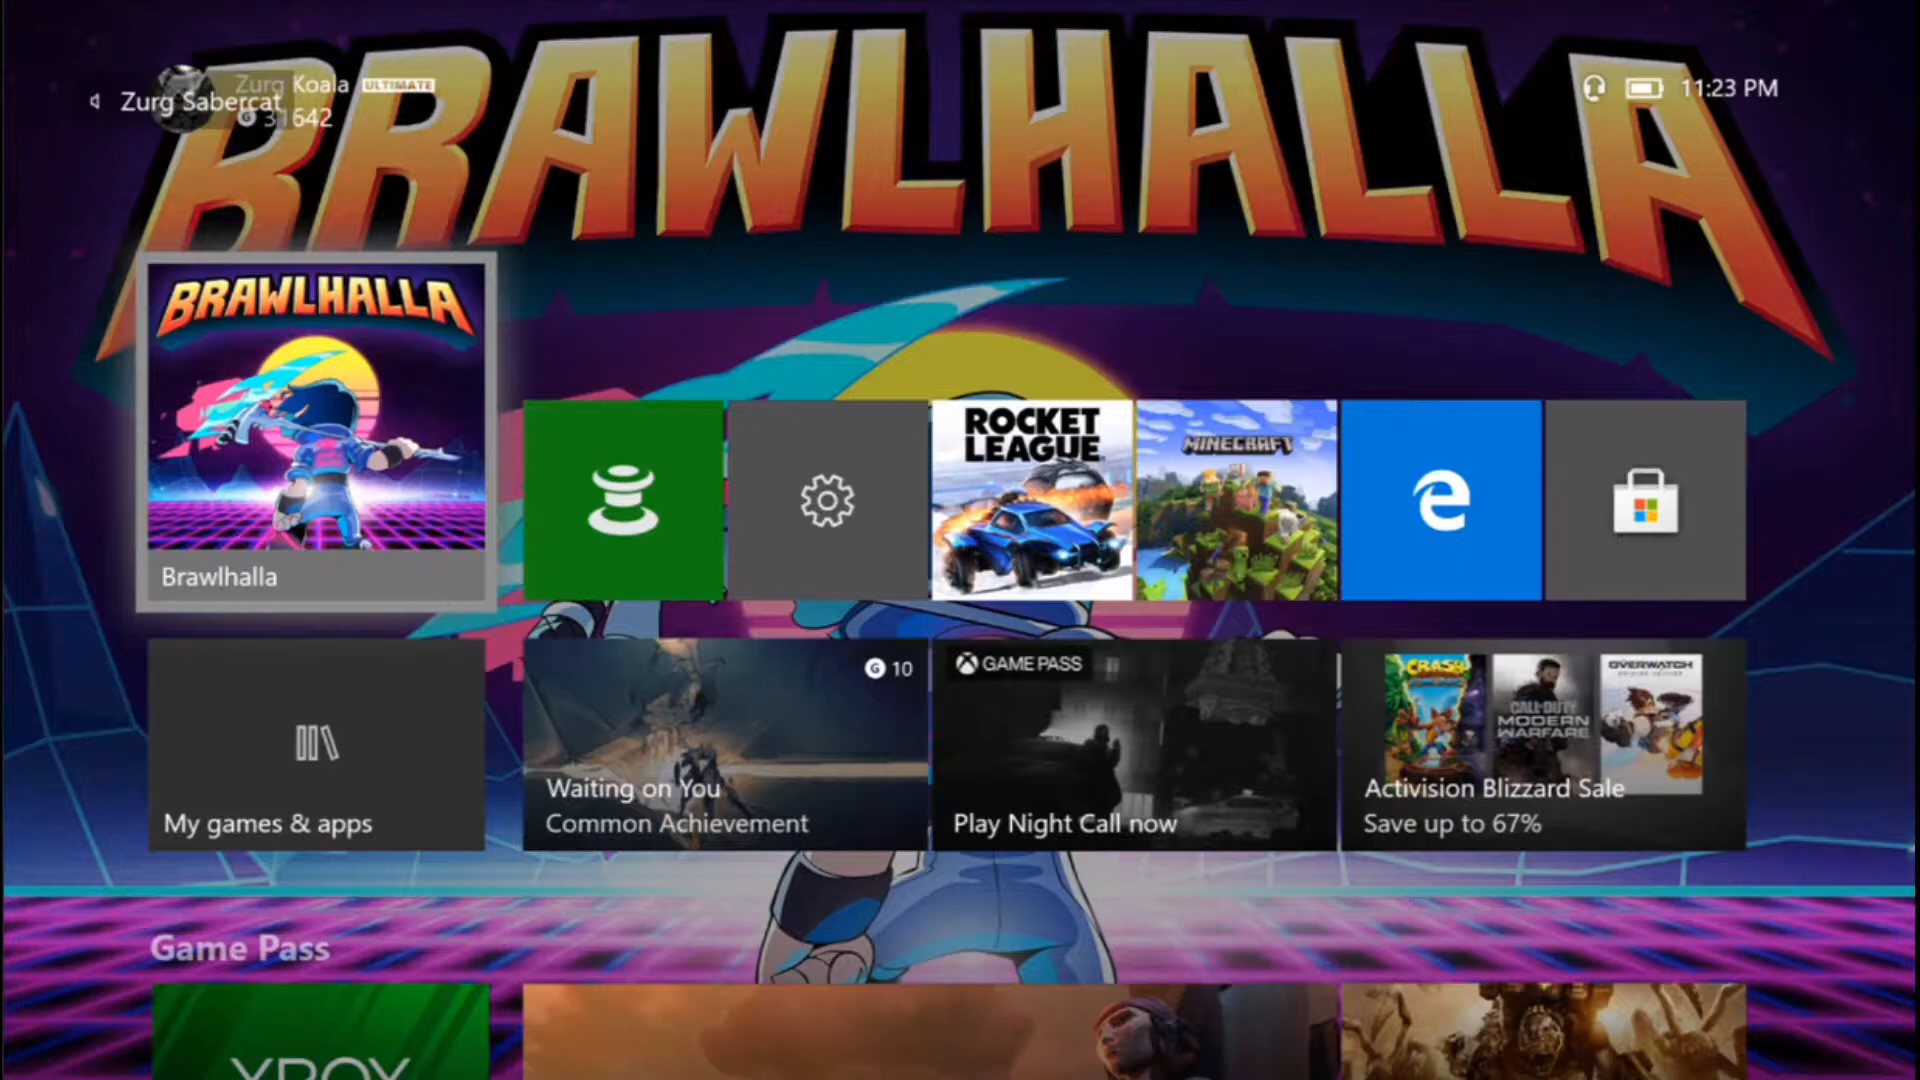 BRAWLHALLA
Zurg Koala ULTIMATE
Zurg Sabercat
G 31642
11:23 PM
BRAWLHALLA
Brawlhalla
ROCKET
LEAGUE
MINECRAFT
My games & apps
G 10
Waiting on You
Common Achievement
GAME PASS
Play Night Call now
CRASH
CALL OF DUTY
MODERN
WARFARE
OVERWATCH
Activision Blizzard Sale
Save up to 67%
Game Pass
XBOX